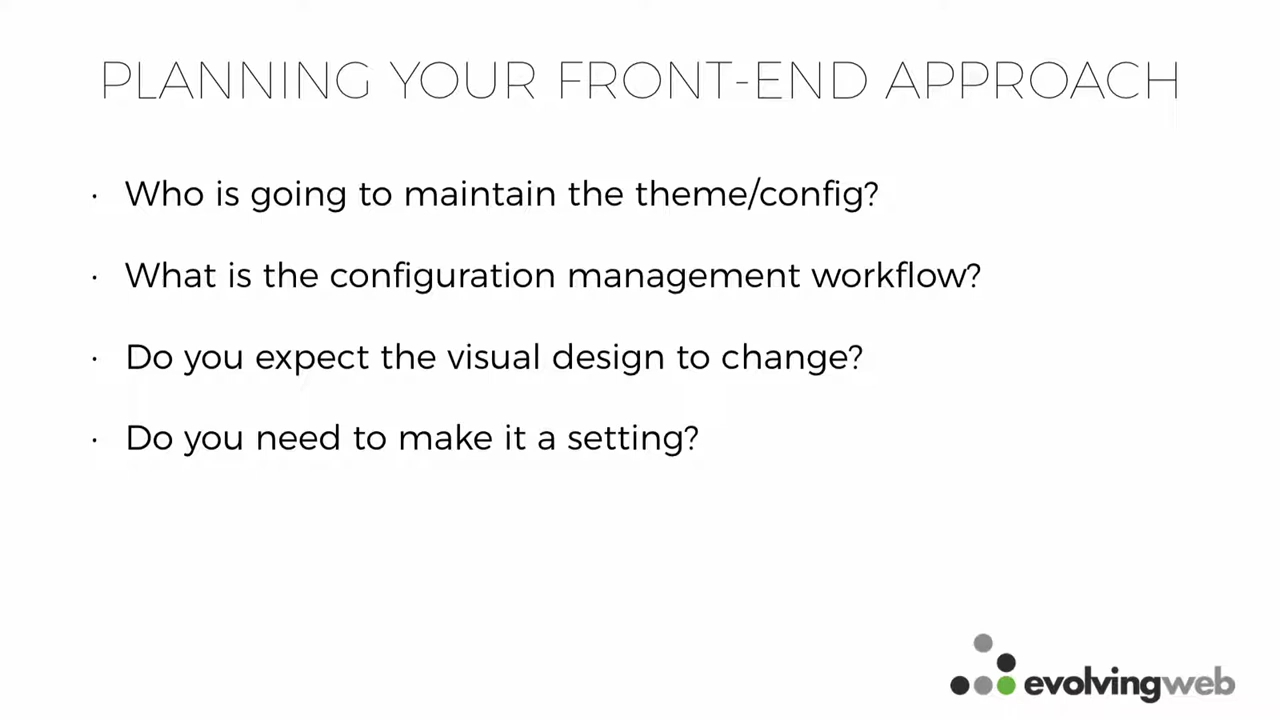 PLANNING YOUR FRONT-END APPROACH
· Who is going to maintain the theme/config?
· What is the configuration management workflow?
· Do you expect the visual design to change?
· Do you need to make it a setting?
evolvingweb